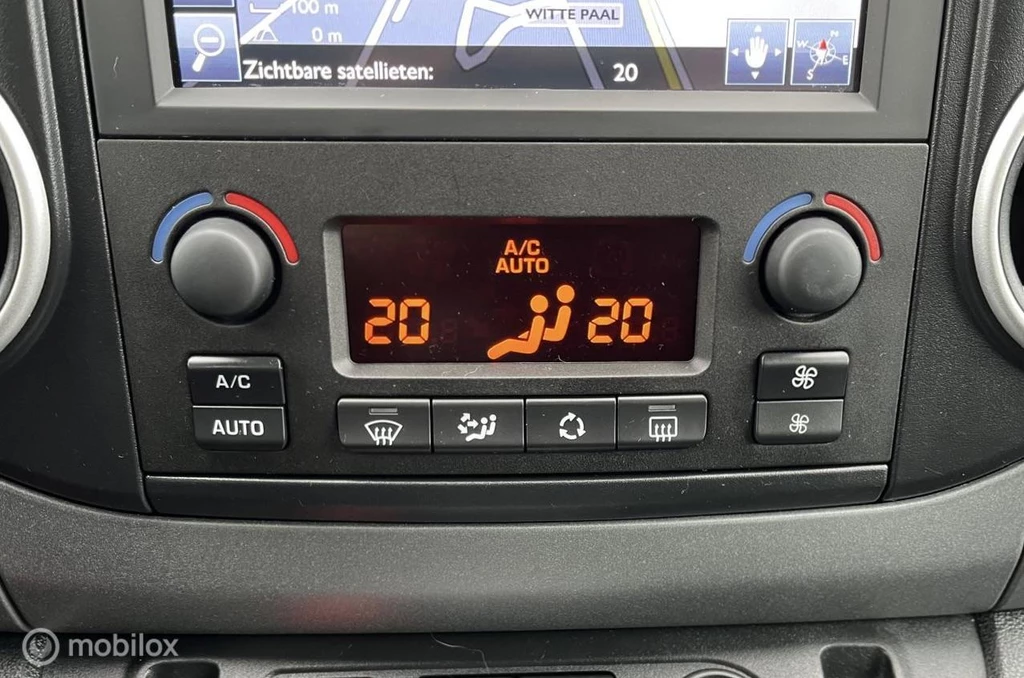 100 m
0 m
WITTE PAAL
Zichtbare satellieten: 20
N
W E
S
A/C
AUTO
20 20
A/C
AUTO
mobilox